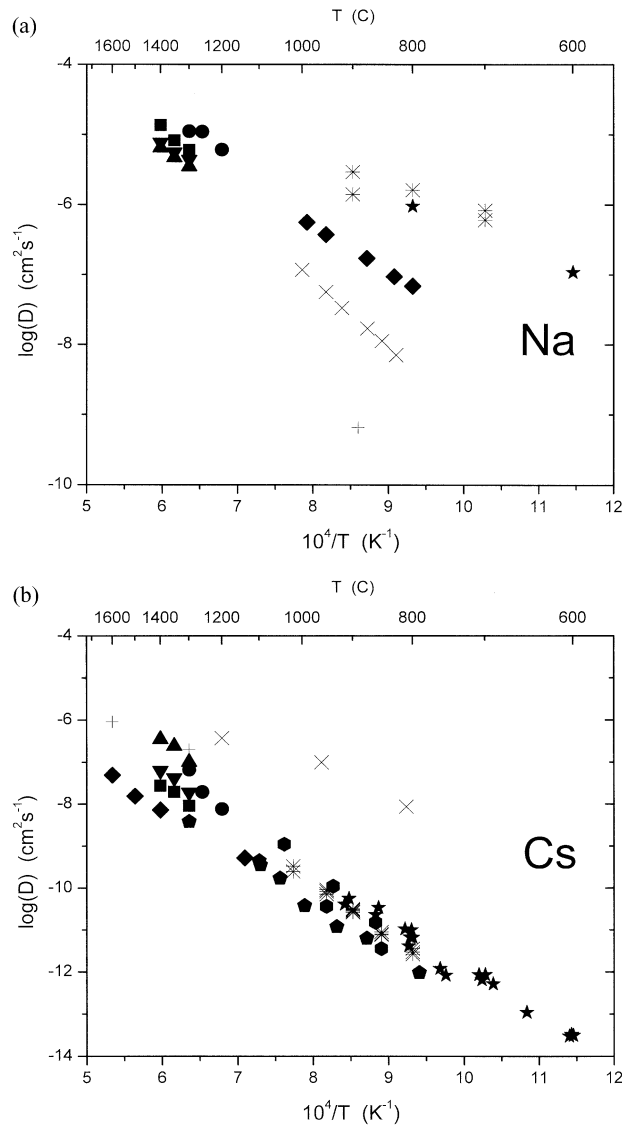 (a)
T (C)
1600 1400 1200 1000 800 600
-4
-6
-8
-10
log(D) (cm²s⁻¹)
Na
5 6 7 8 9 10 11 12
10⁴/T (K⁻¹)
(b)
T (C)
1600 1400 1200 1000 800 600
-4
-6
-8
-10
-12
-14
log(D) (cm²s⁻¹)
Cs
5 6 7 8 9 10 11 12
10⁴/T (K⁻¹)